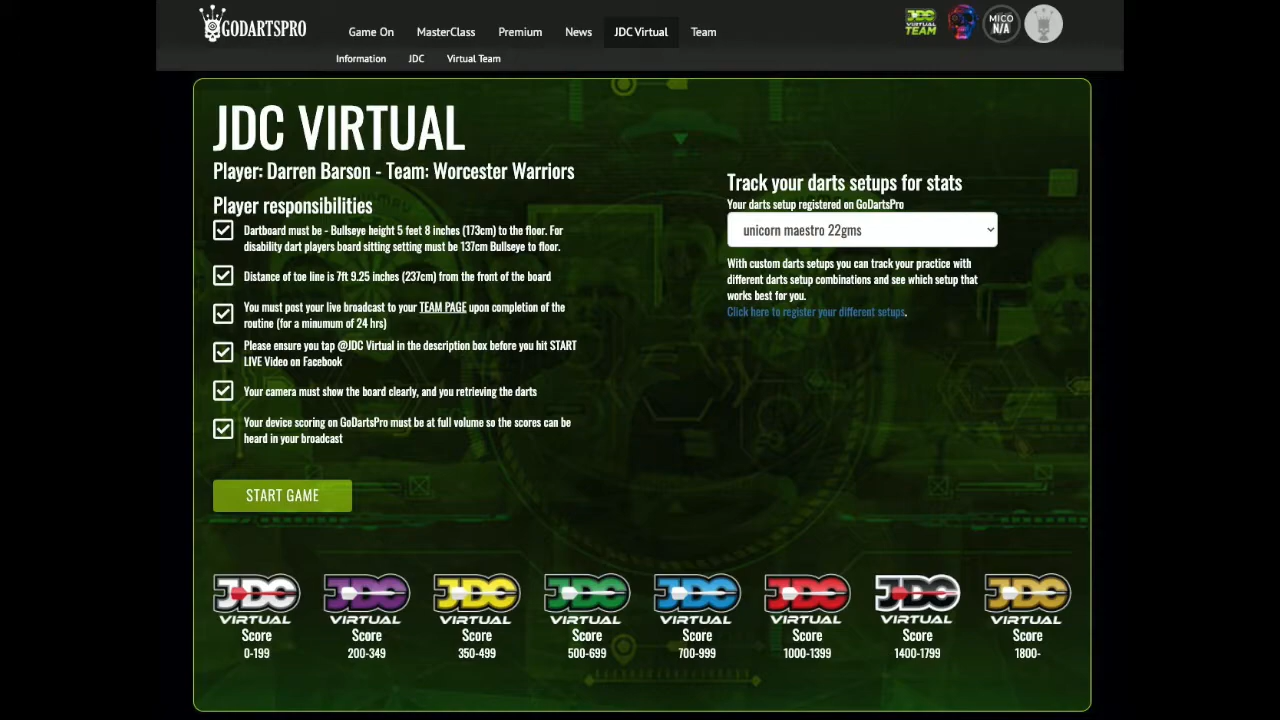 GODARTSPRO
Game On
MasterClass
Premium
News
JDC Virtual
Team
JDC
VIRTUAL
TEAM
MICO
N/A
Information
JDC
Virtual Team
JDC VIRTUAL
Player: Darren Barson - Team: Worcester Warriors
Player responsibilities
Dartboard must be - Bullseye height 5 feet 8 inches (173cm) to the floor. For
disability dart players board sitting setting must be 137cm Bullseye to floor.
Distance of toe line is 7ft 9.25 inches (237cm) from the front of the board
You must post your live broadcast to your TEAM PAGE upon completion of the
routine (for a minumum of 24 hrs)
Please ensure you tap @JDC Virtual in the description box before you hit START
LIVE Video on Facebook
Your camera must show the board clearly, and you retrieving the darts
Your device scoring on GoDartsPro must be at full volume so the scores can be
heard in your broadcast
START GAME
Track your darts setups for stats
Your darts setup registered on GoDartsPro
unicorn maestro 22gms
With custom darts setups you can track your practice with
different darts setup combinations and see which setup that
works best for you.
Click here to register your different setups.
JDC
VIRTUAL
Score
0-199
JDC
VIRTUAL
Score
200-349
JDC
VIRTUAL
Score
350-499
JDC
VIRTUAL
Score
500-699
JDC
VIRTUAL
Score
700-999
JDC
VIRTUAL
Score
1000-1399
JDC
VIRTUAL
Score
1400-1799
JDC
VIRTUAL
Score
1800-